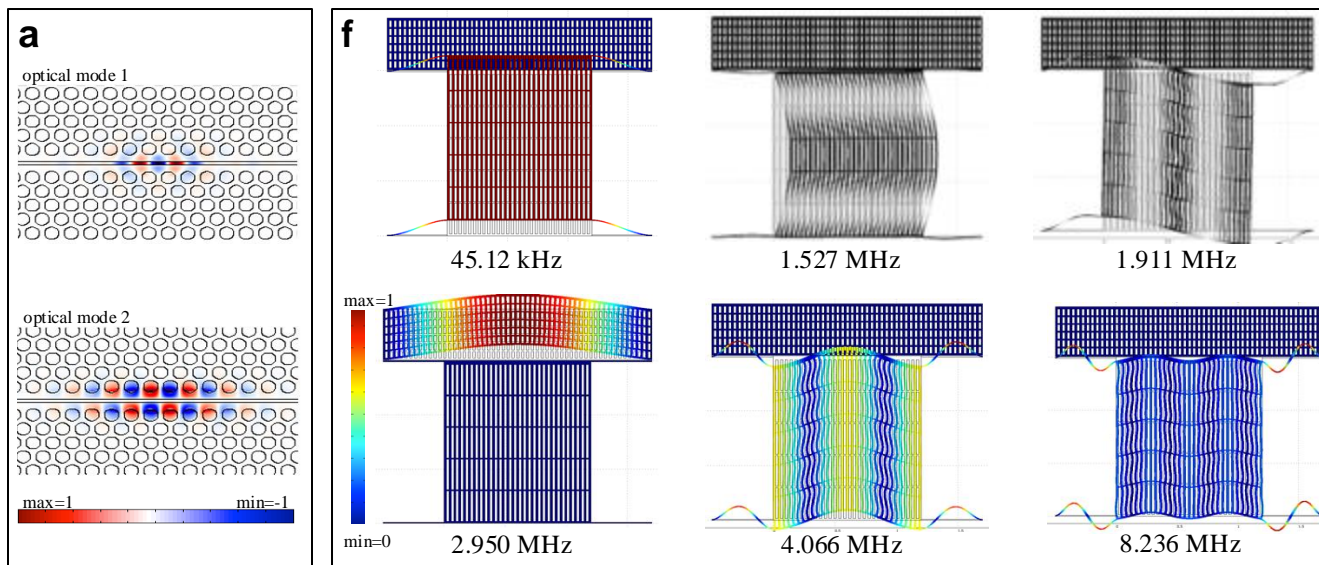 a
optical mode 1
optical mode 2
max=1 min=-1
f
45.12 kHz
1.527 MHz
1.911 MHz
max=1
min=0
2.950 MHz
4.066 MHz
8.236 MHz